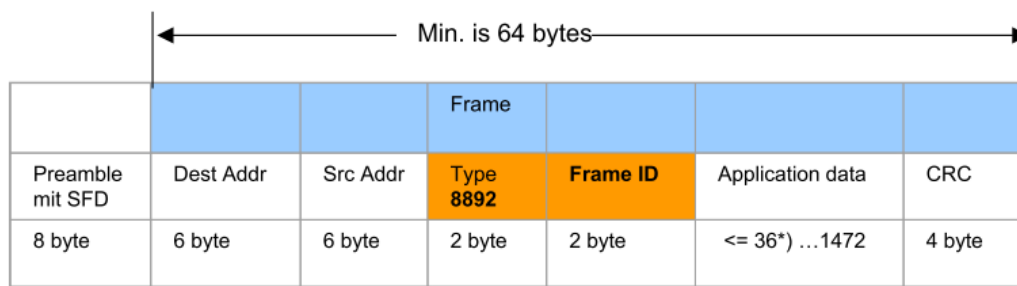 Min. is 64 bytes
Frame
Preamble mit SFD Dest Addr Src Addr Type 8892 Frame ID Application data CRC
8 byte 6 byte 6 byte 2 byte 2 byte <= 36*) …1472 4 byte